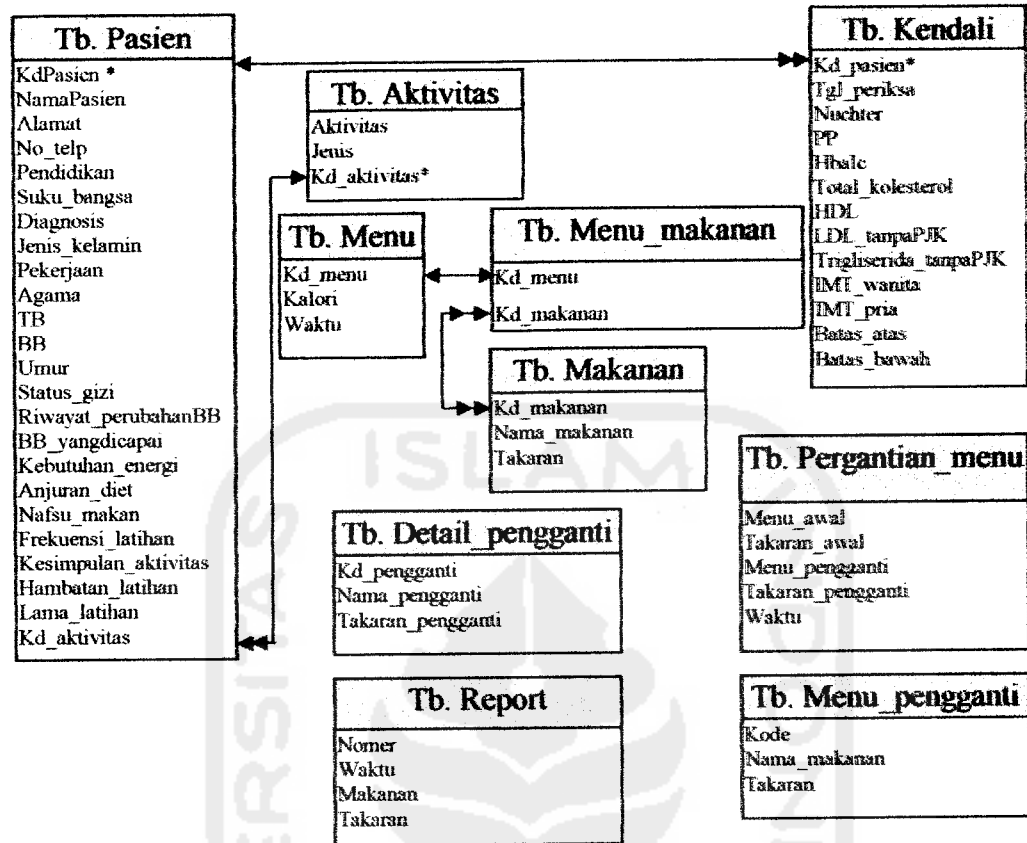 Tb. Pasien
KdPasien *
NamaPasien
Alamat
No_telp
Pendidikan
Suku_bangsa
Diagnosis
Jenis_kelamin
Pekerjaan
Agama
TB
BB
Umur
Status_gizi
Riwayat_perubahanBB
BB_yangdicapai
Kebutuhan_energi
Anjuran_diet
Nafsu_makan
Frekuensi_latihan
Kesimpulan_aktivitas
Hambatan_latihan
Lama_latihan
Kd_aktivitas
Tb. Aktivitas
Aktivitas
Jenis
Kd_aktivitas*
Tb. Menu
Kd_menu
Kalori
Waktu
Tb. Menu_makanan
Kd_menu
Kd_makanan
Tb. Makanan
Kd_makanan
Nama_makanan
Takaran
Tb. Kendali
Kd_pasien*
Tgl_periksa
Nuchter
PP
Hba1c
Total_kolesterol
HDL
LDL_tanpaPJK
Trigliserida_tanpaPJK
IMT_wanita
IMT_pria
Batas_atas
Batas_bawah
Tb. Detail_pengganti
Kd_pengganti
Nama_pengganti
Takaran_pengganti
Tb. Pergantian_menu
Menu_awal
Takaran_awal
Menu_pengganti
Takaran_pengganti
Waktu
Tb. Report
Nomer
Waktu
Makanan
Takaran
Tb. Menu_pengganti
Kode
Nama_makanan
Takaran
ISLAM